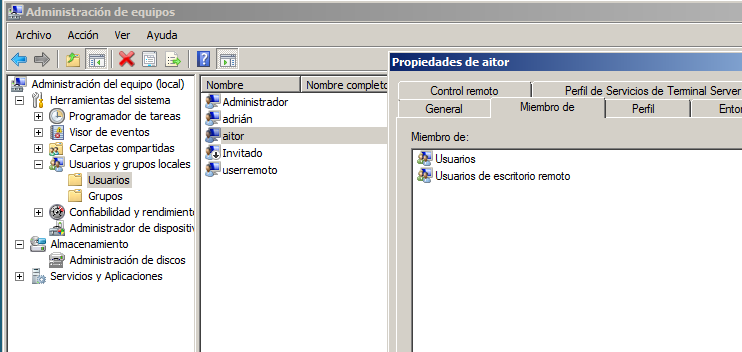 Administración de equipos
Archivo Acción Ver Ayuda
Administración del equipo (local)
Herramientas del sistema
Programador de tareas
Visor de eventos
Carpetas compartidas
Usuarios y grupos locales
Usuarios
Grupos
Confiabilidad y rendimient
Administrador de dispositiv
Almacenamiento
Administración de discos
Servicios y Aplicaciones
Nombre Nombre completo
Administrador
adrián
aitor
Invitado
userremoto
Propiedades de aitor
Control remoto Perfil de Servicios de Terminal Server
General Miembro de Perfil Entor
Miembro de:
Usuarios
Usuarios de escritorio remoto